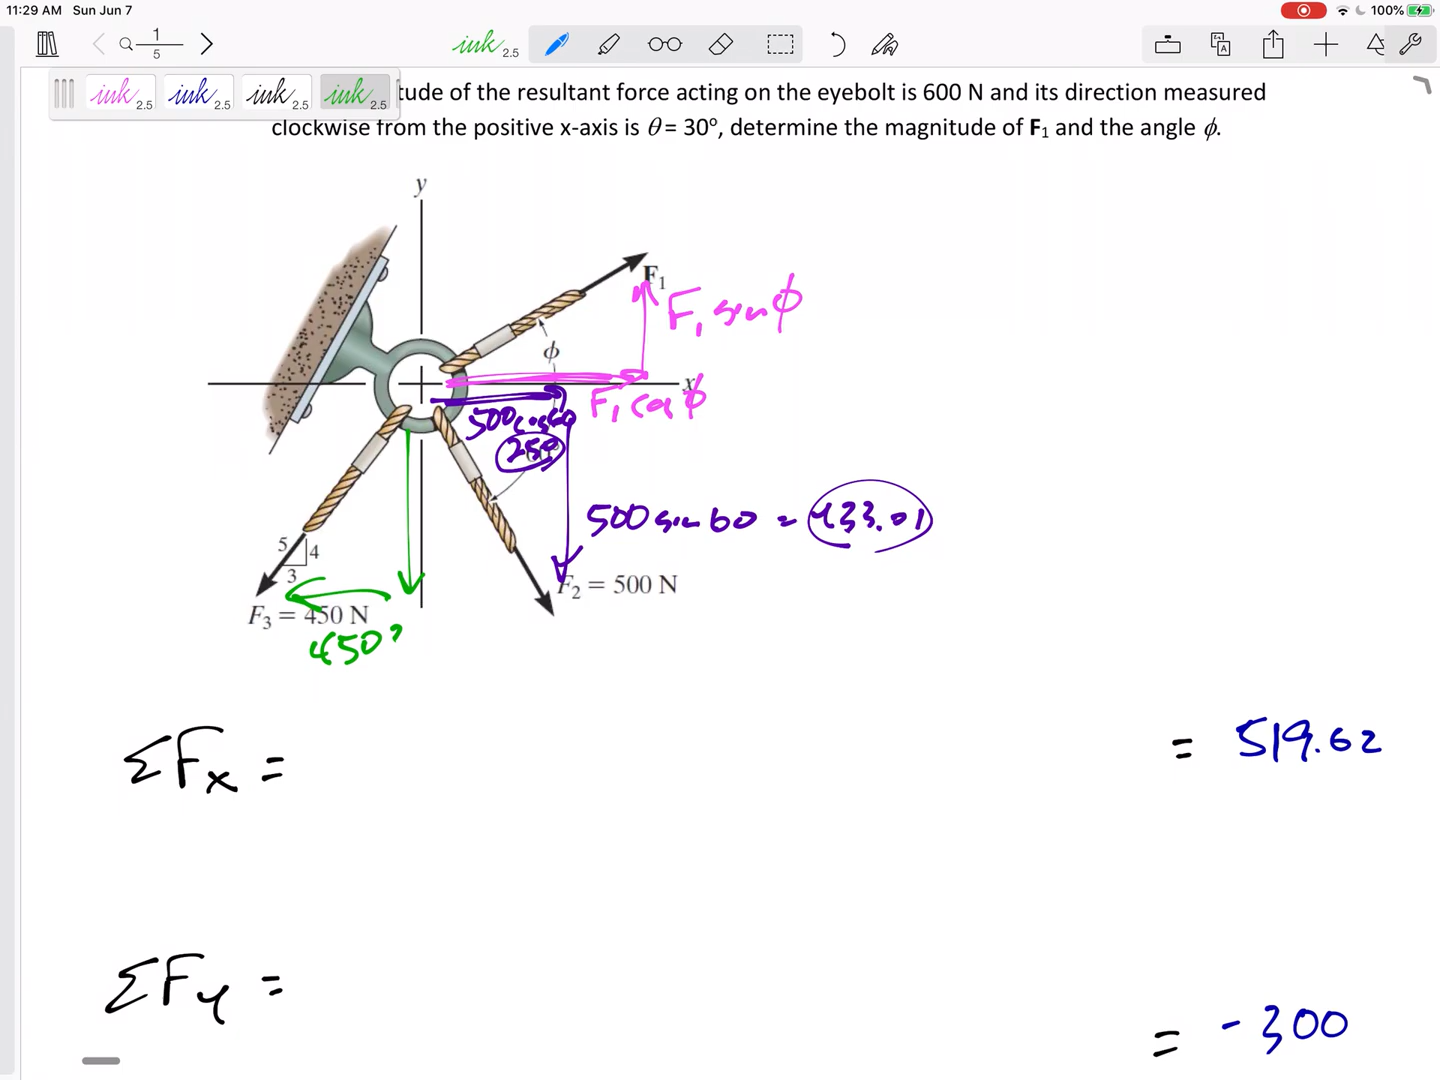 11:29 AM Sun Jun 7
100%
1
5
ink 2.5
ink 2.5
ink 2.5
ink 2.5
ink 2.5
tude of the resultant force acting on the eyebolt is 600 N and its direction measured
clockwise from the positive x-axis is θ = 30°, determine the magnitude of F₁ and the angle ϕ.
y
F₁
F₁ sin ϕ
ϕ
x
F₁ cos ϕ
500 cos 60
250
500 sin 60 = 433.01
5
4
3
F₂ = 500 N
F₃ = 450 N
450
ΣFx =
= 519.62
ΣFy =
= -300